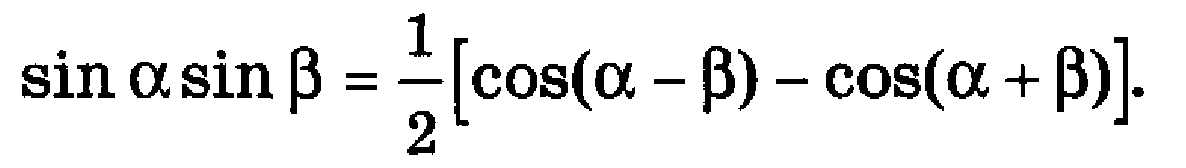 sin α sin β = 1/2 [cos(α − β) − cos(α + β)].